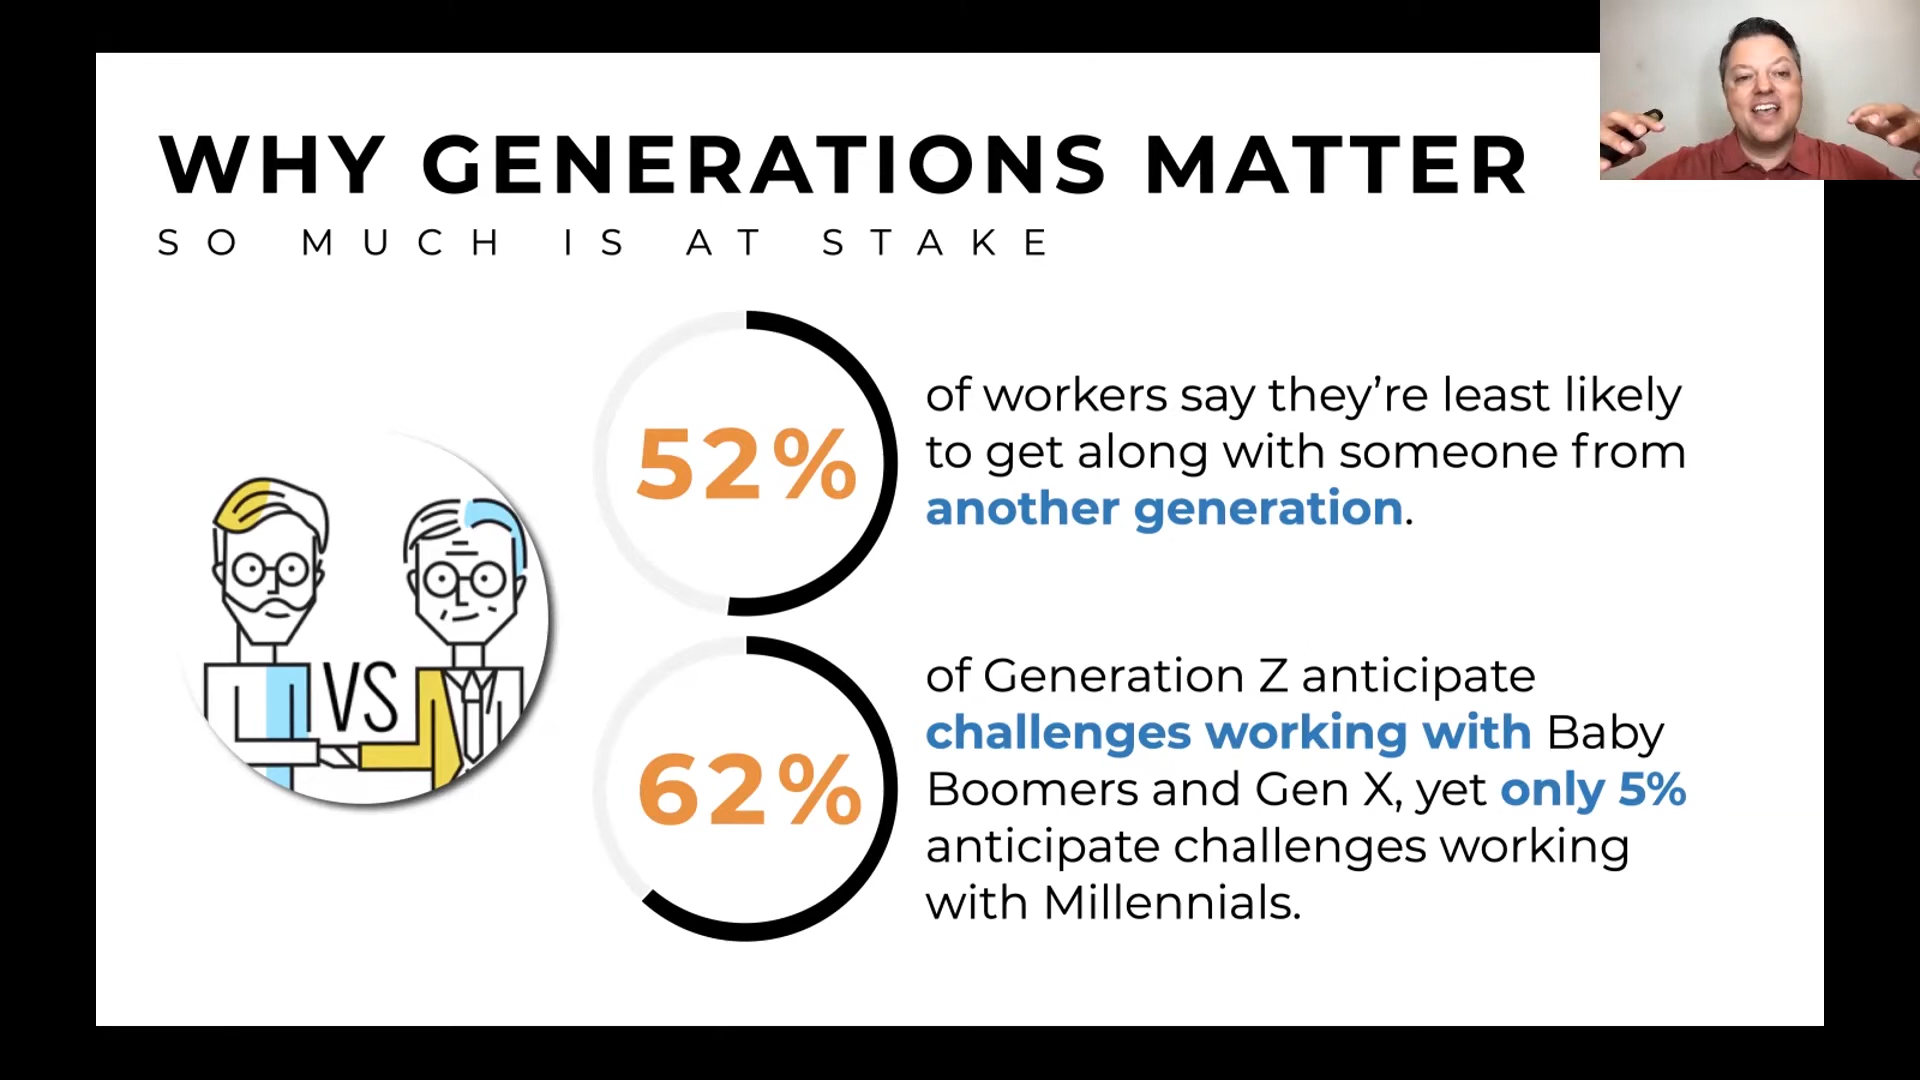 WHY GENERATIONS MATTER
SO MUCH IS AT STAKE
52%
of workers say they’re least likely
to get along with someone from
another generation.
VS
62%
of Generation Z anticipate
challenges working with Baby
Boomers and Gen X, yet only 5%
anticipate challenges working
with Millennials.